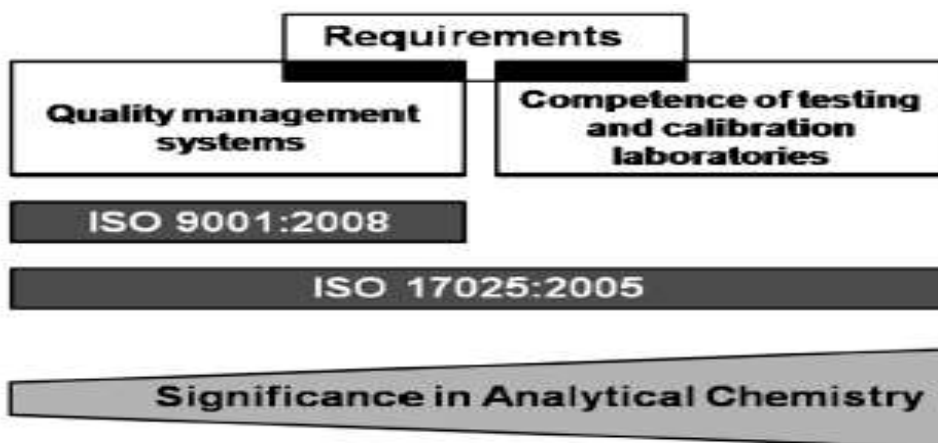 Requirements
Quality management
systems
Competence of testing
and calibration
laboratories
ISO 9001:2008
ISO 17025:2005
Significance in Analytical Chemistry